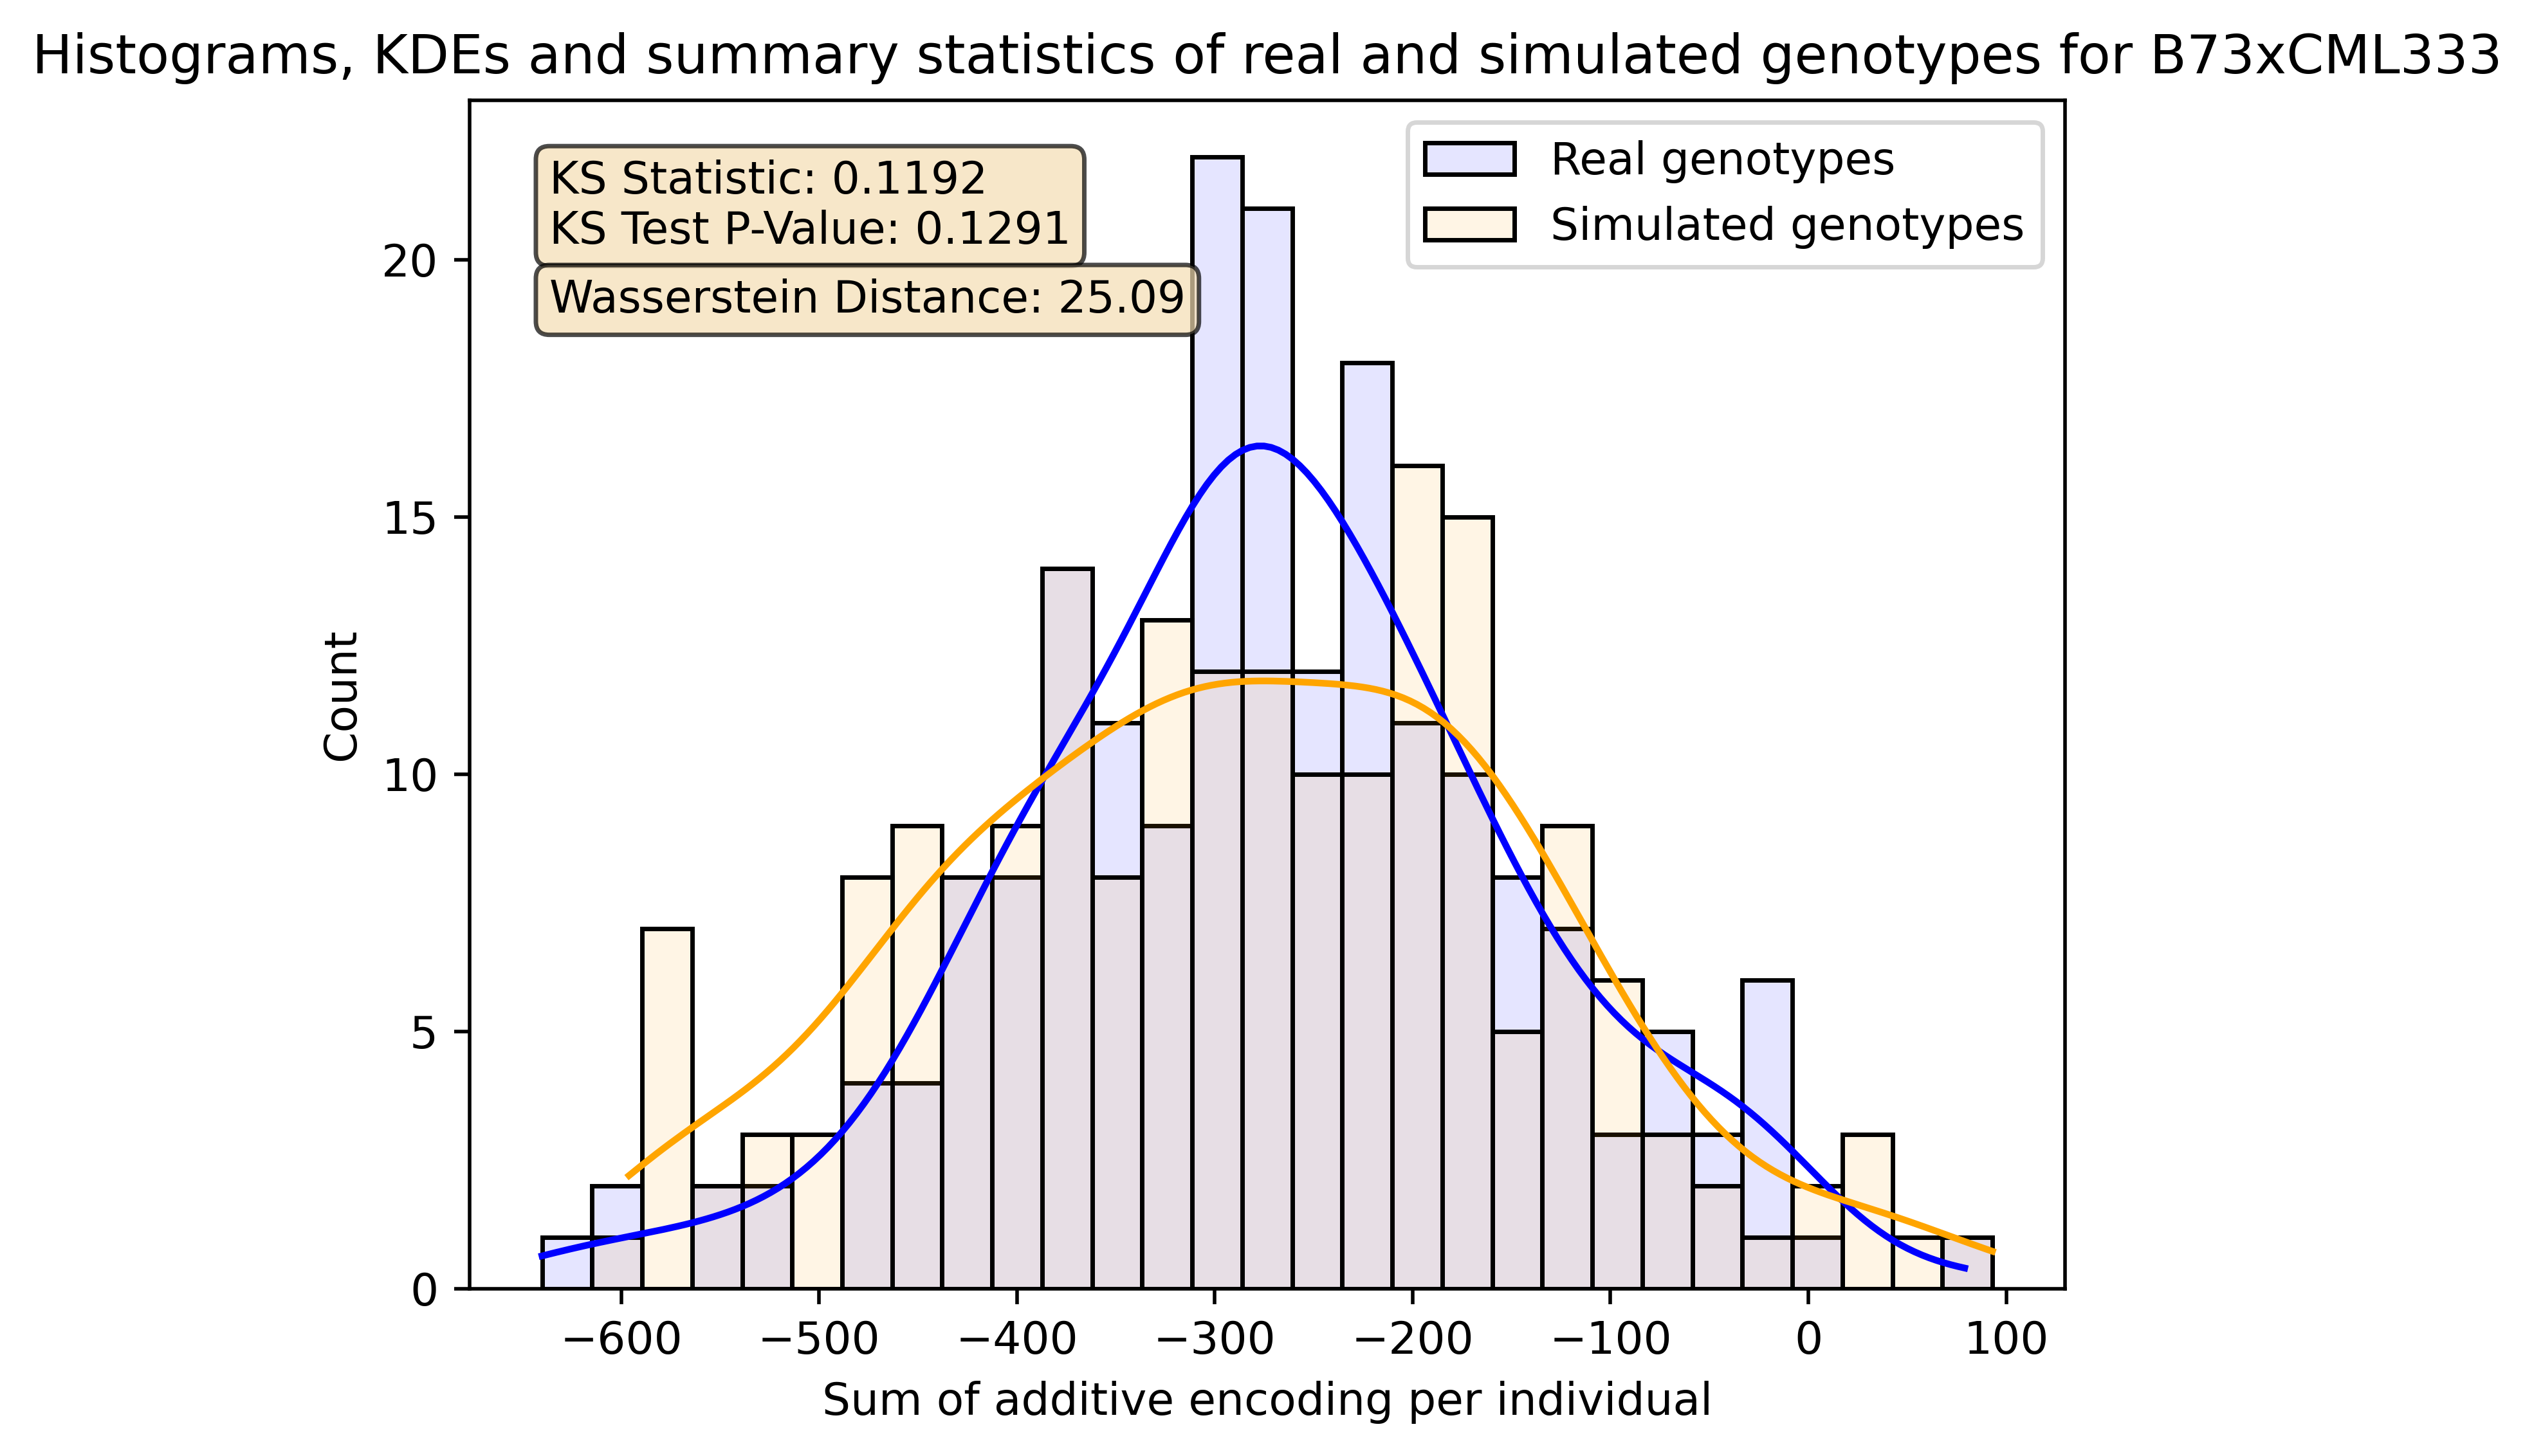 Histograms, KDEs and summary statistics of real and simulated genotypes for B73xCML333
KS Statistic: 0.1192
KS Test P-Value: 0.1291
Wasserstein Distance: 25.09
Real genotypes
Simulated genotypes
Count
20
15
10
5
0
−600 −500 −400 −300 −200 −100 0 100
Sum of additive encoding per individual